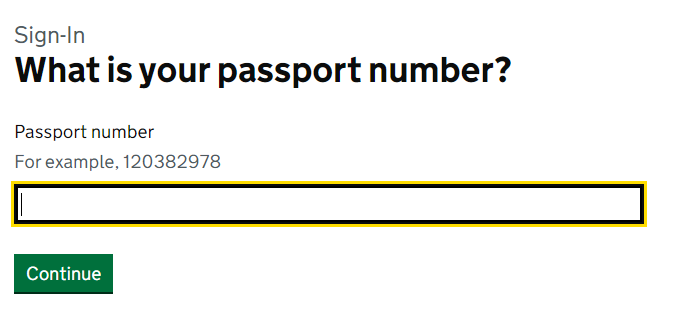 Sign-In
What is your passport number?
Passport number
For example, 120382978
Continue